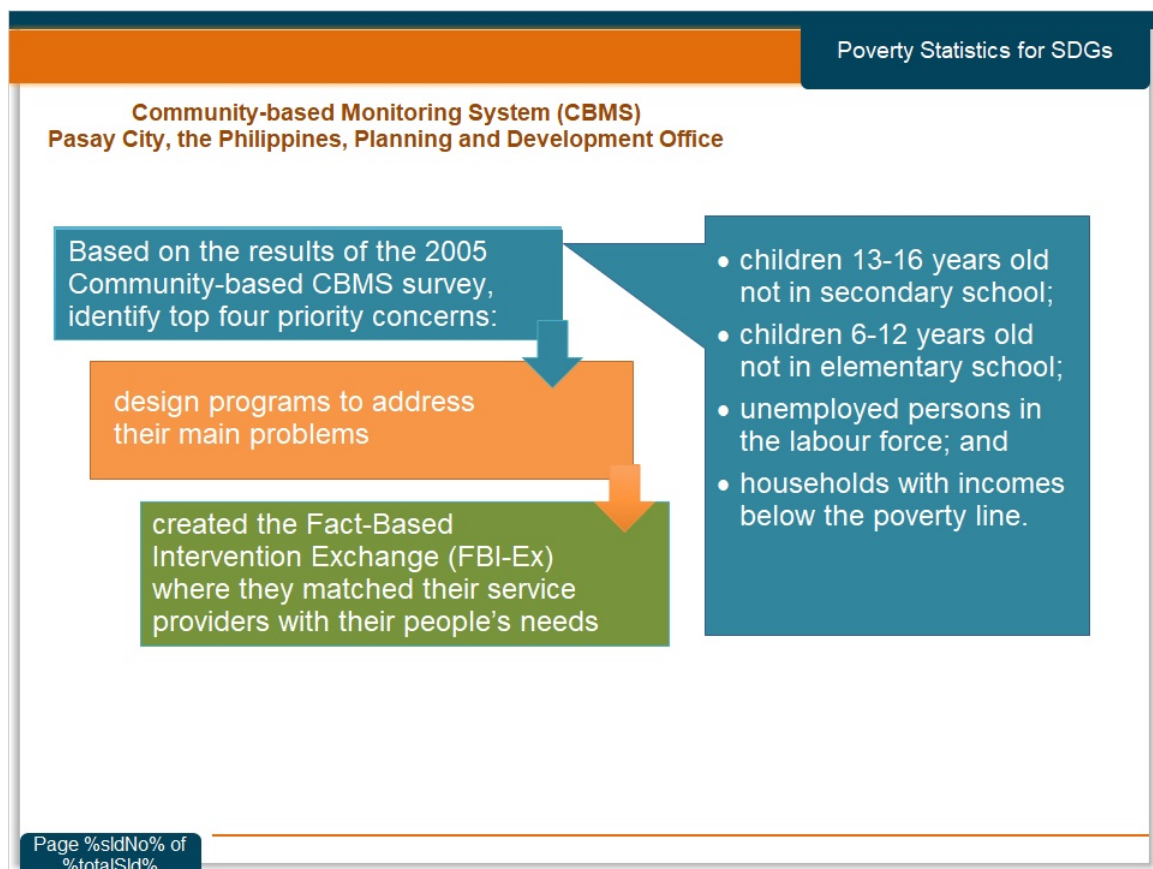 Poverty Statistics for SDGs
Community-based Monitoring System (CBMS)
Pasay City, the Philippines, Planning and Development Office
Based on the results of the 2005
Community-based CBMS survey,
identify top four priority concerns:
• children 13-16 years old
not in secondary school;
• children 6-12 years old
not in elementary school;
• unemployed persons in
the labour force; and
• households with incomes
below the poverty line.
design programs to address
their main problems
created the Fact-Based
Intervention Exchange (FBI-Ex)
where they matched their service
providers with their people’s needs
Page %sldNo% of
%totalSld%